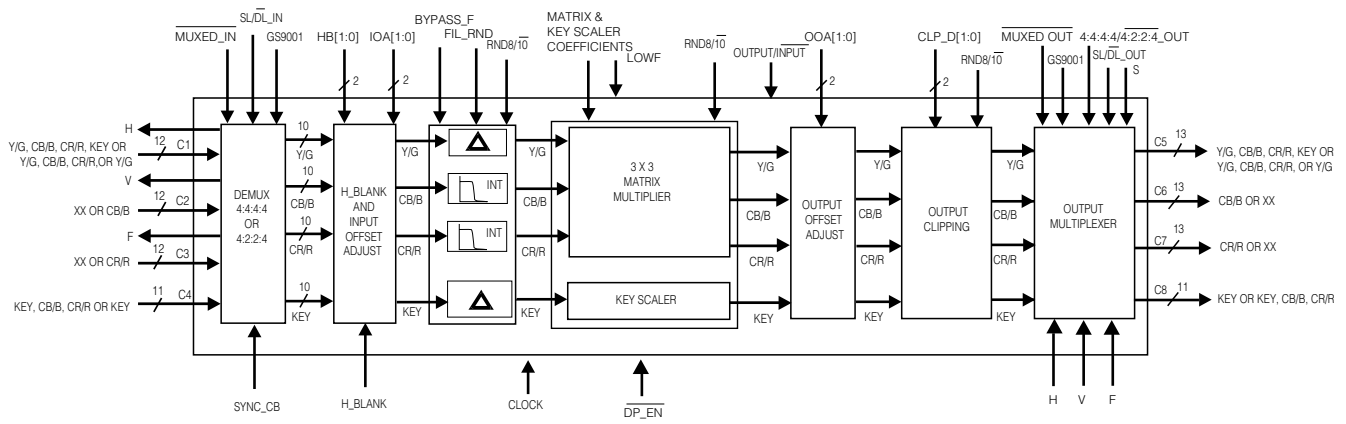 SL/DL_IN
MUXED_IN
GS9001
HB[1:0]
IOA[1:0]
BYPASS_F
FIL_RND
RND8/10
MATRIX &
KEY SCALER
COEFFICIENTS
LOWF
RND8/10
OUTPUT/INPUT
OOA[1:0]
CLP_D[1:0]
RND8/10
MUXED OUT
4:4:4:4/4:2:2:4_OUT
GS9001
SL/DL_OUT
S
2
2
2
2
H
Y/G, CB/B, CR/R, KEY OR
Y/G, CB/B, CR/R,OR Y/G
12
C1
V
XX OR CB/B
12
C2
F
XX OR CR/R
12
C3
KEY, CB/B, CR/R OR KEY
11
C4
DEMUX
4:4:4:4
OR
4:2:2:4
10
Y/G
10
CB/B
10
CR/R
10
KEY
H_BLANK
AND
INPUT
OFFSET
ADJUST
Y/G
CB/B
CR/R
KEY
INT
INT
Y/G
CB/B
CR/R
KEY
3 X 3
MATRIX
MULTIPLIER
KEY SCALER
Y/G
CB/B
CR/R
KEY
OUTPUT
OFFSET
ADJUST
Y/G
CB/B
CR/R
KEY
OUTPUT
CLIPPING
Y/G
CB/B
CR/R
KEY
OUTPUT
MULTIPLEXER
C5
13
Y/G, CB/B, CR/R, KEY OR
Y/G, CB/B, CR/R, OR Y/G
C6
13
CB/B OR XX
C7
13
CR/R OR XX
C8
11
KEY OR KEY, CB/B, CR/R
SYNC_CB
H_BLANK
CLOCK
DP_EN
H
V
F